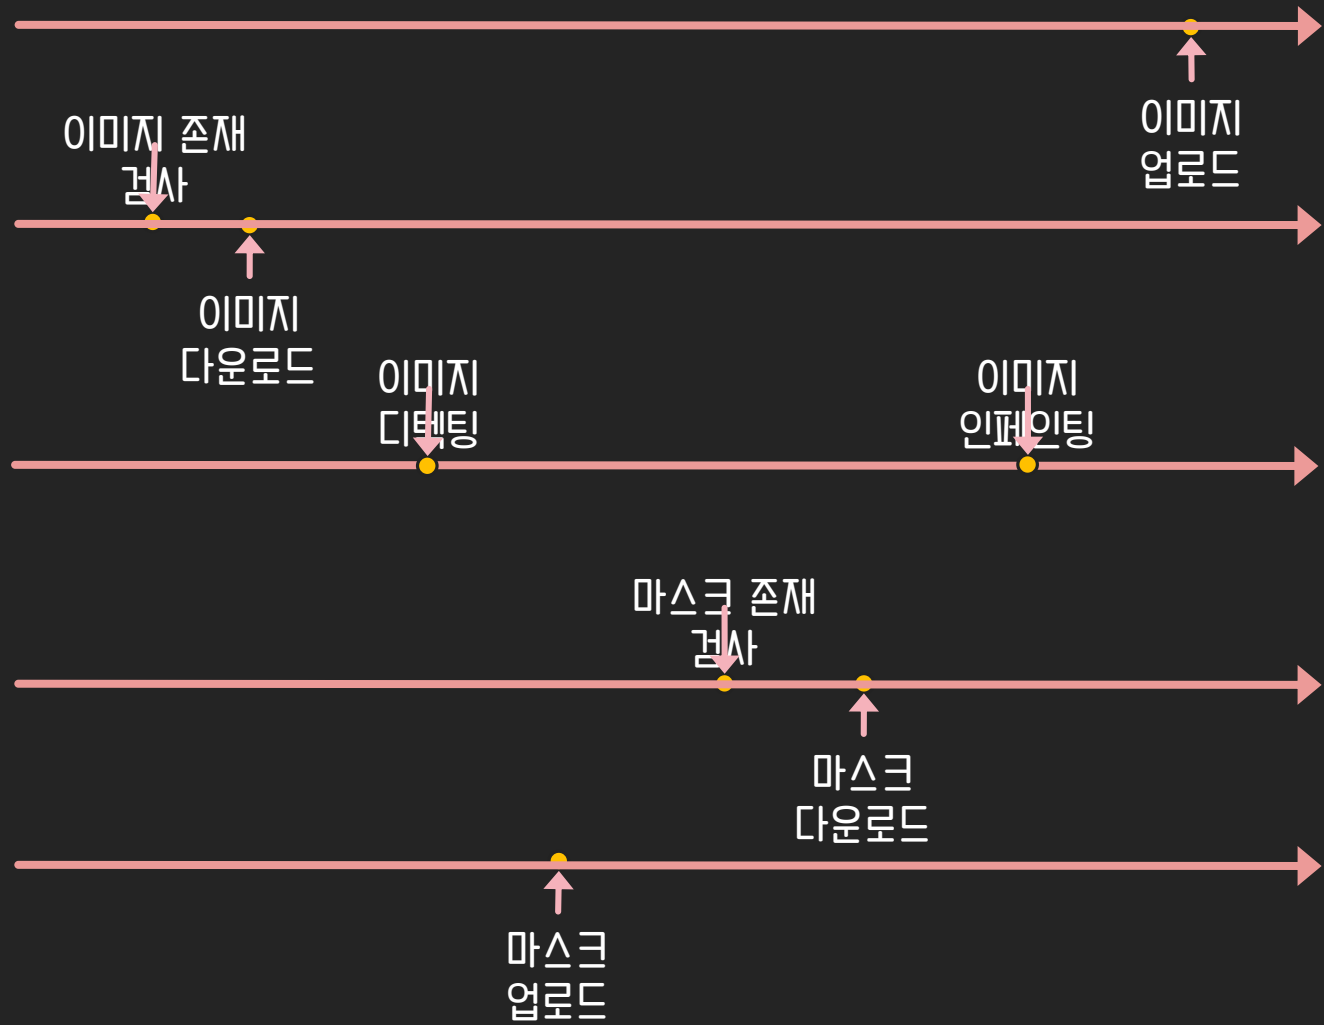 이미지
업로드
이미지 존재
검사
이미지
다운로드
이미지
디텍팅
이미지
인페인팅
마스크 존재
검사
마스크
다운로드
마스크
업로드